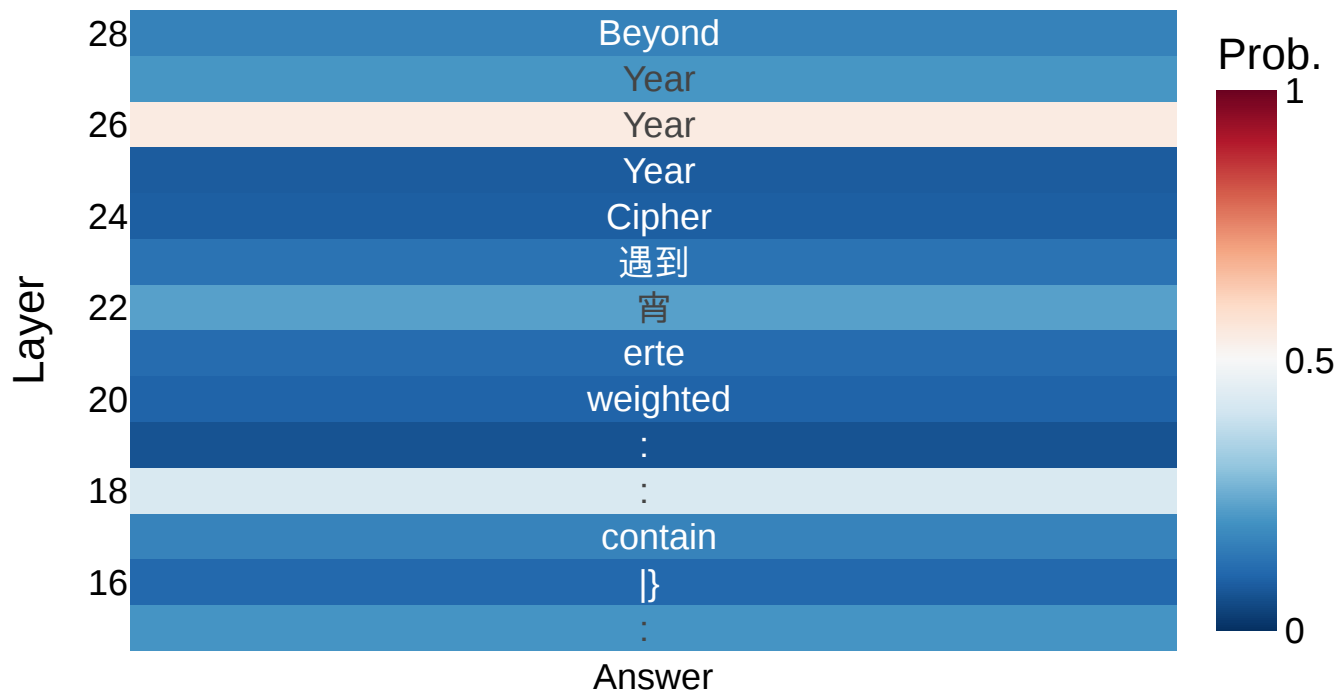 28 Beyond
Year
26 Year
Year
24 Cipher
遇到
22 宵
erte
20 weighted
:
18 :
contain
16 |}
:
Layer
Answer
Prob.
1
0.5
0